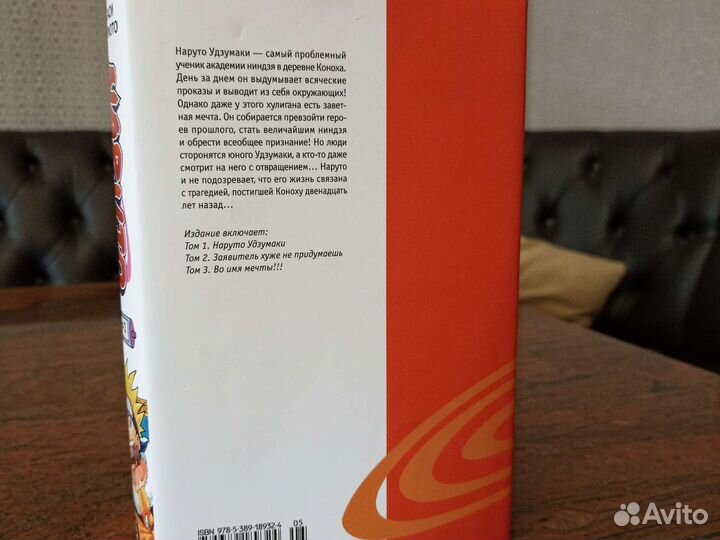 Наруто Удзумаки — самый проблемный
ученик академии ниндзя в деревне Коноха.
День за днем он выдумывает всяческие
проказы и выводит из себя окружающих!
Однако даже у этого хулигана есть завет-
ная мечта. Он собирается превзойти геро-
ев прошлого, стать величайшим ниндзя
и обрести всеобщее признание! Но люди
сторонятся юного Удзумаки, а кто-то даже
смотрит на него с отвращением... Наруто
и не подозревает, что его жизнь связана
с трагедией, постигшей Коноху двенадцать
лет назад...
Издание включает:
Том 1. Наруто Удзумаки
Том 2. Заявитель хуже не придумаешь
Том 3. Во имя мечты!!!
ISBN 978-5-389-18932-4
05
Avito